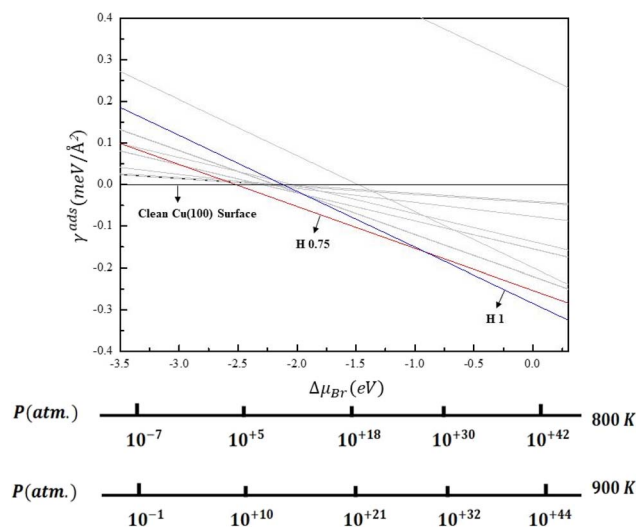 0.4
0.3
0.2
0.1
0.0
-0.1
-0.2
-0.3
-0.4
γ^ads (meV/Å²)
Clean Cu(100) Surface
H 0.75
H 1
-3.5 -3.0 -2.5 -2.0 -1.5 -1.0 -0.5 0.0
Δμ_Br (eV)
P(atm.) 800 K
10^-7 10^+5 10^+18 10^+30 10^+42
P(atm.) 900 K
10^-1 10^+10 10^+21 10^+32 10^+44